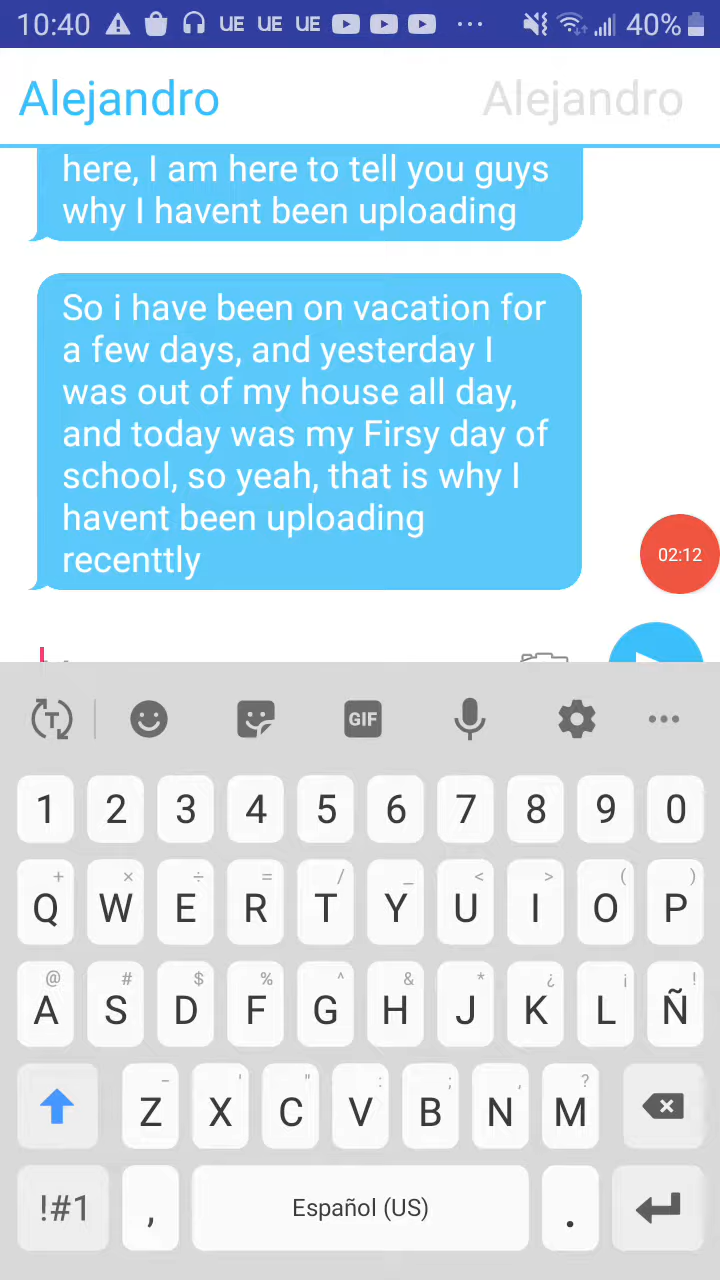 10:40 UE UE UE 40%
Alejandro Alejandro
here, I am here to tell you guys
why I havent been uploading
So i have been on vacation for
a few days, and yesterday I
was out of my house all day,
and today was my Firsy day of
school, so yeah, that is why I
havent been uploading
recenttly
02:12
T GIF
1 2 3 4 5 6 7 8 9 0
+ × ÷ = / _ < > ( )
Q W E R T Y U I O P
@ # $ % ^ & * ¿ ¡ !
A S D F G H J K L Ñ
- ' " : ; , ?
Z X C V B N M
!#1 , Español (US) .